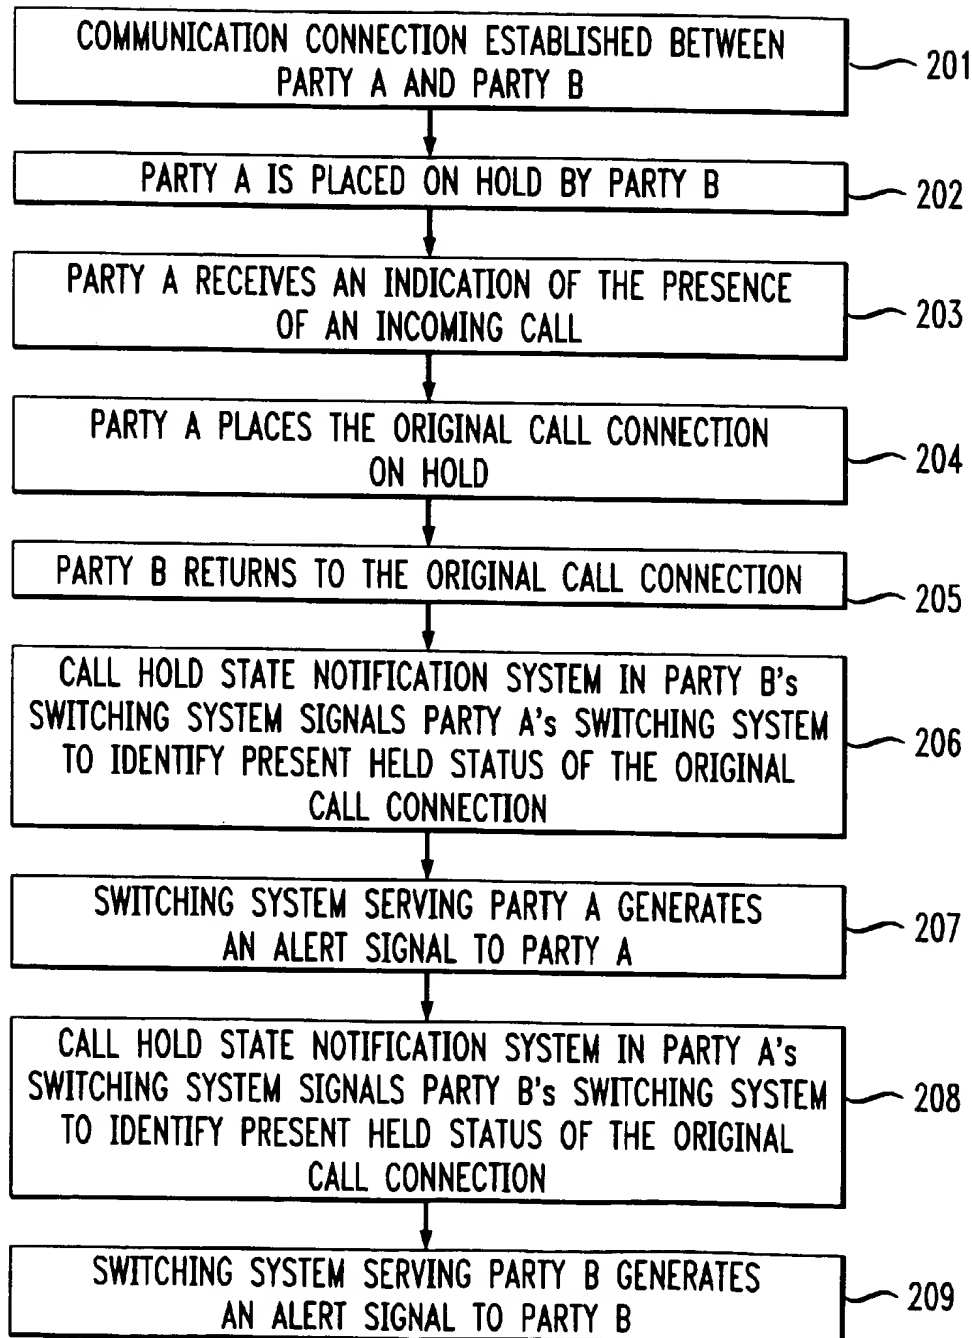 COMMUNICATION CONNECTION ESTABLISHED BETWEEN
PARTY A AND PARTY B
201
PARTY A IS PLACED ON HOLD BY PARTY B
202
PARTY A RECEIVES AN INDICATION OF THE PRESENCE
OF AN INCOMING CALL
203
PARTY A PLACES THE ORIGINAL CALL CONNECTION
ON HOLD
204
PARTY B RETURNS TO THE ORIGINAL CALL CONNECTION
205
CALL HOLD STATE NOTIFICATION SYSTEM IN PARTY B's
SWITCHING SYSTEM SIGNALS PARTY A's SWITCHING SYSTEM
TO IDENTIFY PRESENT HELD STATUS OF THE ORIGINAL
CALL CONNECTION
206
SWITCHING SYSTEM SERVING PARTY A GENERATES
AN ALERT SIGNAL TO PARTY A
207
CALL HOLD STATE NOTIFICATION SYSTEM IN PARTY A's
SWITCHING SYSTEM SIGNALS PARTY B's SWITCHING SYSTEM
TO IDENTIFY PRESENT HELD STATUS OF THE ORIGINAL
CALL CONNECTION
208
SWITCHING SYSTEM SERVING PARTY B GENERATES
AN ALERT SIGNAL TO PARTY B
209